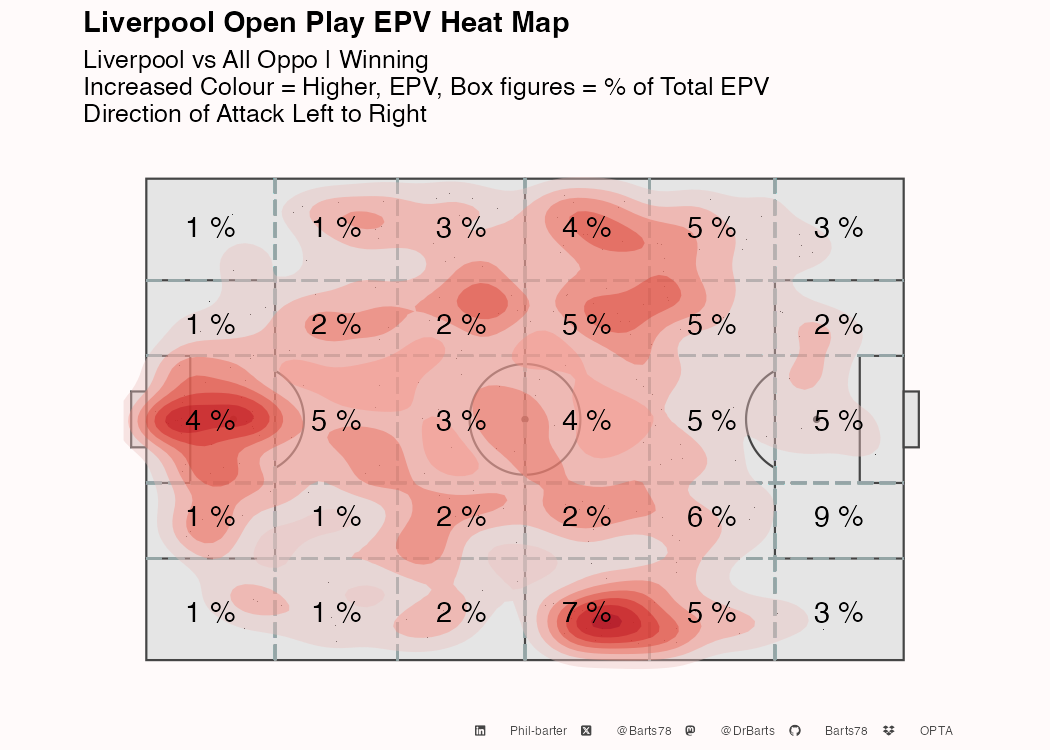 Liverpool Open Play EPV Heat Map
Liverpool vs All Oppo | Winning
Increased Colour = Higher, EPV, Box figures = % of Total EPV
Direction of Attack Left to Right
1 % 1 % 3 % 4 % 5 % 3 %
1 % 2 % 2 % 5 % 5 % 2 %
4 % 5 % 3 % 4 % 5 % 5 %
1 % 1 % 2 % 2 % 6 % 9 %
1 % 1 % 2 % 7 % 5 % 3 %
Phil-barter @Barts78 @DrBarts Barts78 OPTA